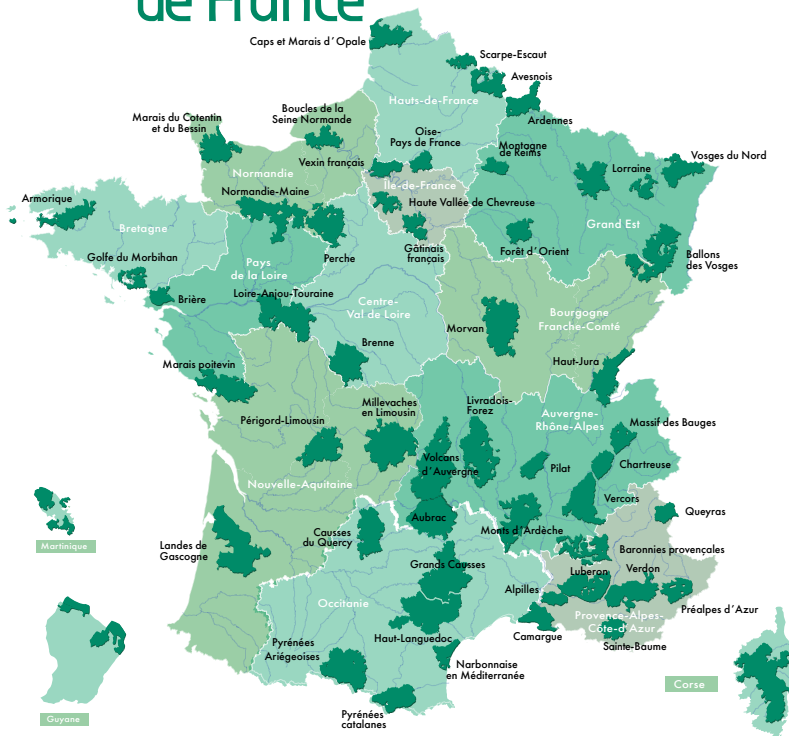 de France
Caps et Marais d'Opale
Scarpe-Escaut
Avesnois
Hauts-de-France
Ardennes
Marais du Cotentin
et du Bessin
Boucles de la
Seine Normande
Oise-
Pays de France
Montagne
de Reims
Vexin français
Lorraine
Vosges du Nord
Normandie
Île-de-France
Normandie-Maine
Haute Vallée de Chevreuse
Armorique
Bretagne
Grand Est
Golfe du Morbihan
Perche
Gâtinais
français
Forêt d'Orient
Ballons
des Vosges
Pays
de la Loire
Brière
Loire-Anjou-Touraine
Centre-
Val de Loire
Bourgogne
Franche-Comté
Morvan
Brenne
Haut-Jura
Marais poitevin
Millevaches
en Limousin
Livradois-
Forez
Auvergne-
Rhône-Alpes
Périgord-Limousin
Massif des Bauges
Volcans
d'Auvergne
Pilat
Chartreuse
Nouvelle-Aquitaine
Vercors
Queyras
Aubrac
Monts d'Ardèche
Martinique
Landes de
Gascogne
Causses
du Quercy
Baronnies provençales
Grands Causses
Luberon
Verdon
Alpilles
Occitanie
Préalpes d'Azur
Provence-Alpes-
Côte-d'Azur
Camargue
Haut-Languedoc
Sainte-Baume
Pyrénées
Ariégeoises
Narbonnaise
en Méditerranée
Corse
Pyrénées
catalanes
Guyane